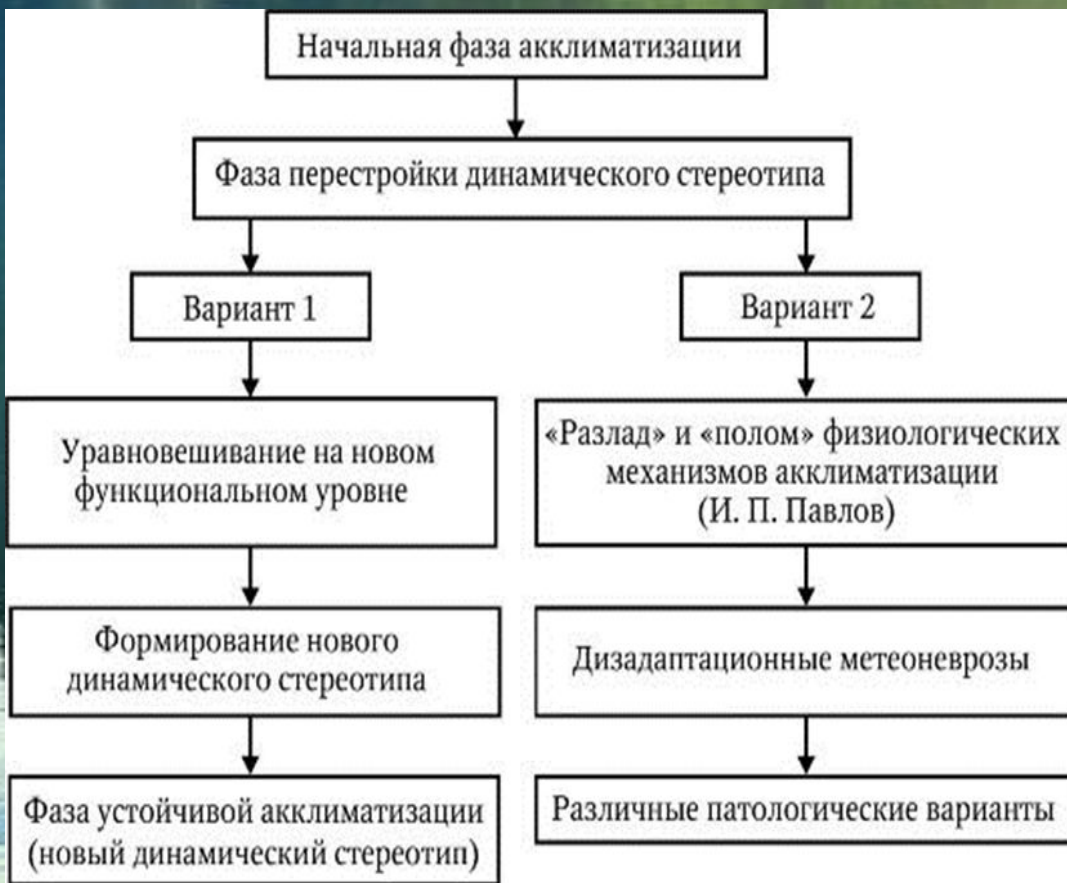 Начальная фаза акклиматизации
Фаза перестройки динамического стереотипа
Вариант 1
Вариант 2
Уравновешивание на новом
функциональном уровне
«Разлад» и «полом» физиологических
механизмов акклиматизации
(И. П. Павлов)
Формирование нового
динамического стереотипа
Дизадаптационные метеоневрозы
Фаза устойчивой акклиматизации
(новый динамический стереотип)
Различные патологические варианты